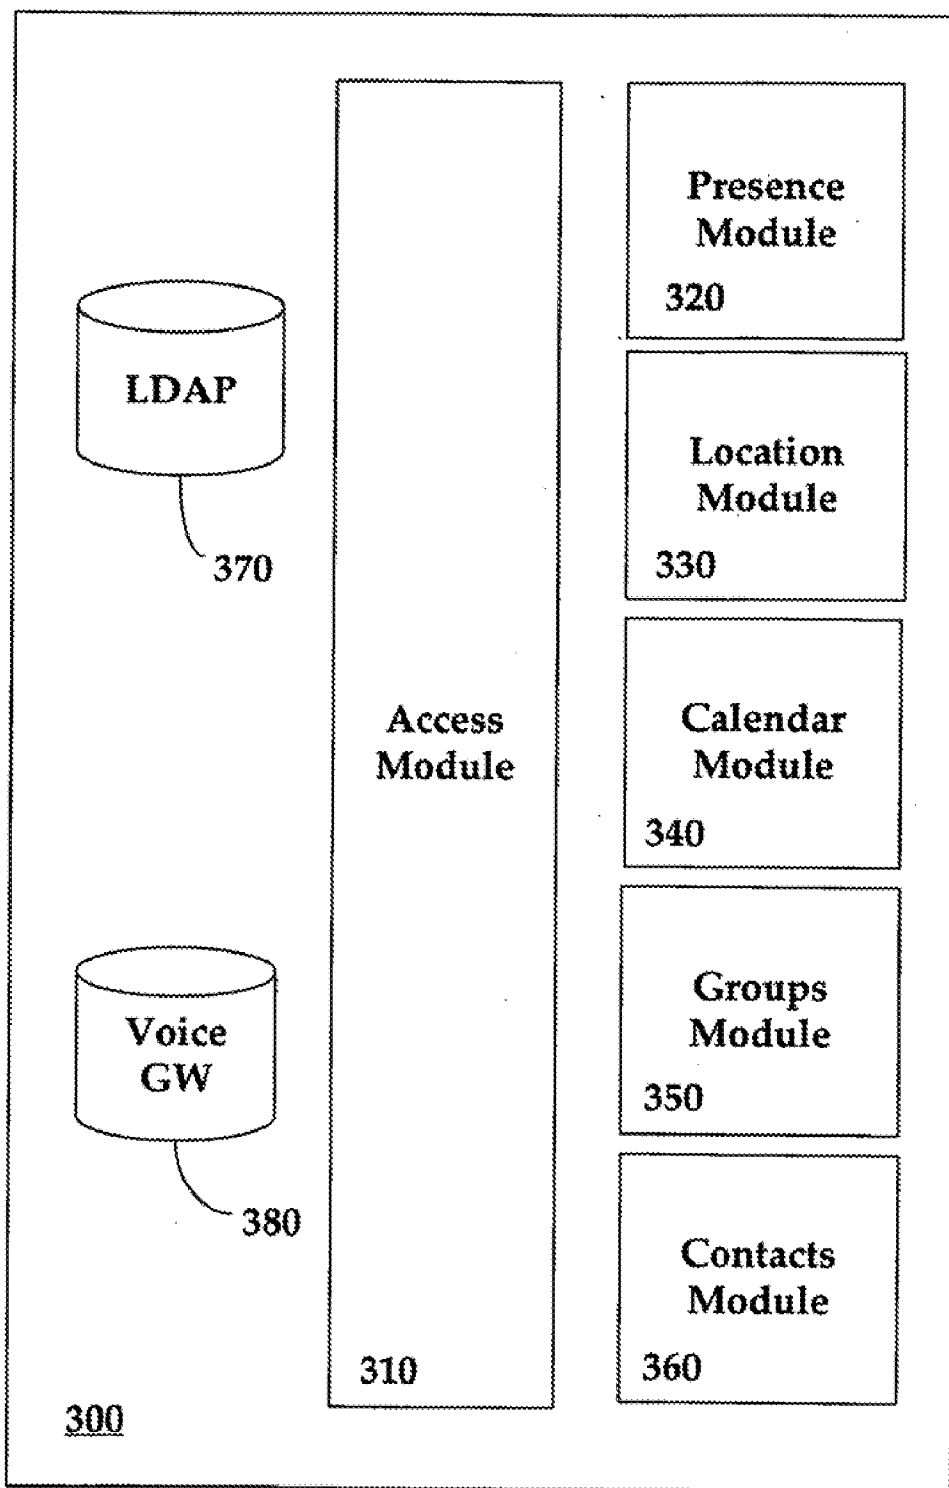 Presence
Module
320
LDAP
370
Location
Module
330
Access
Module
310
Calendar
Module
340
Voice
GW
380
Groups
Module
350
Contacts
Module
360
300